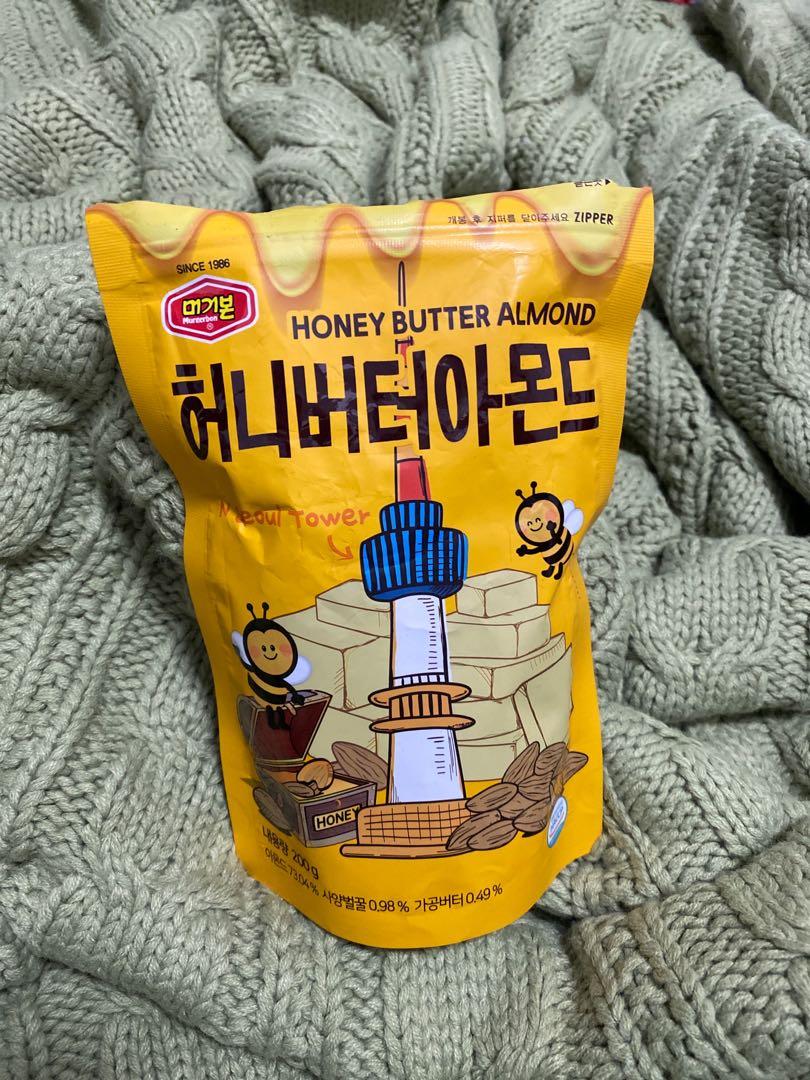 개봉 후 지퍼를 닫아주세요 ZIPPER
SINCE 1986
머거본
Murgerbon
HONEY BUTTER ALMOND
허니버터아몬드
N Seoul Tower
HONEY
내용량 200 g
아몬드 73.04 % 사양벌꿀 0.98 % 가공버터 0.49 %